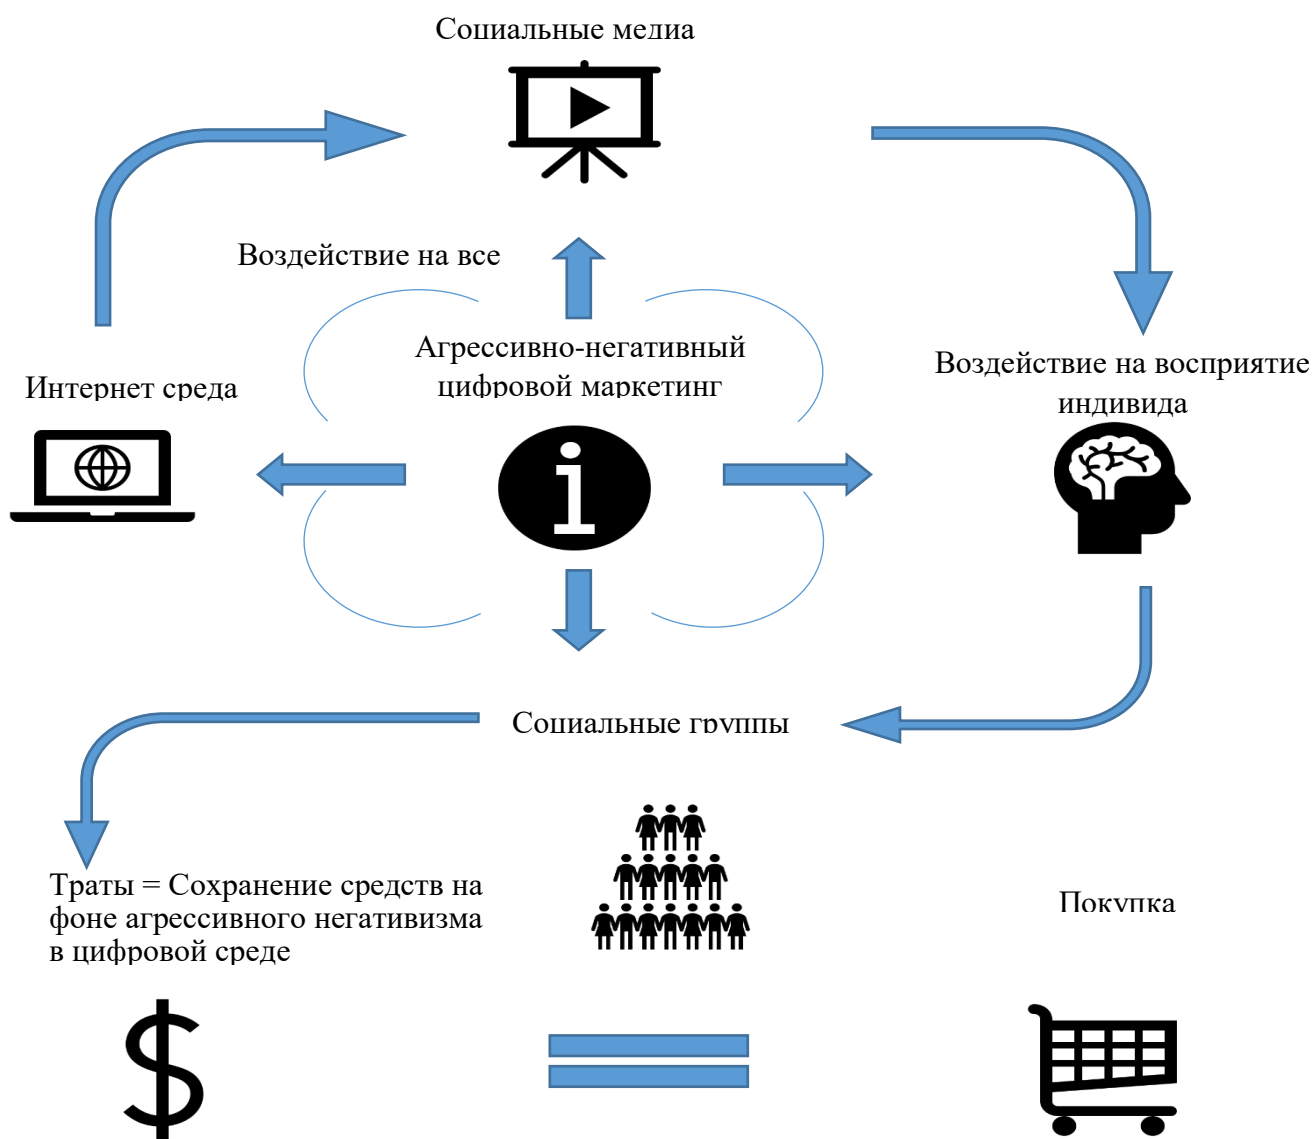 Социальные медиа
Воздействие на все
Агрессивно-негативный
цифровой маркетинг
Воздействие на восприятие
индивида
Интернет среда
Социальные группы
Траты = Сохранение средств на
фоне агрессивного негативизма
в цифровой среде
Покупка